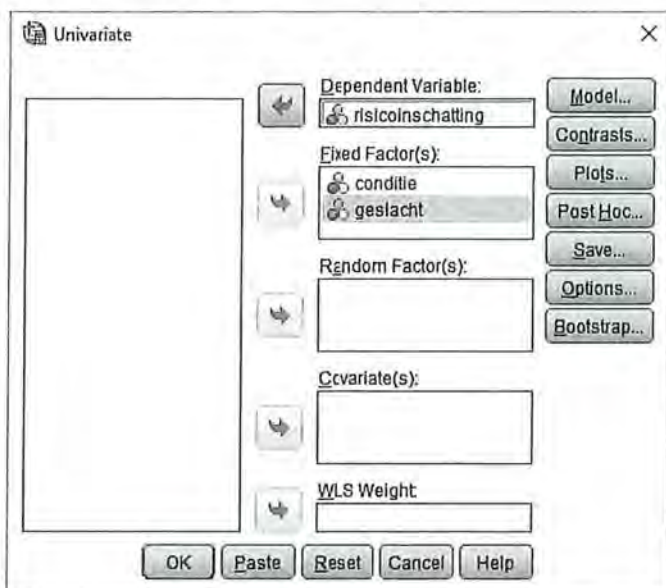 Univariate
Dependent Variable:
risicoinschatting
Fixed Factor(s):
conditie
geslacht
Random Factor(s):
Covariate(s):
WLS Weight:
Model...
Contrasts...
Plots...
Post Hoc...
Save...
Options...
Bootstrap...
OK Paste Reset Cancel Help